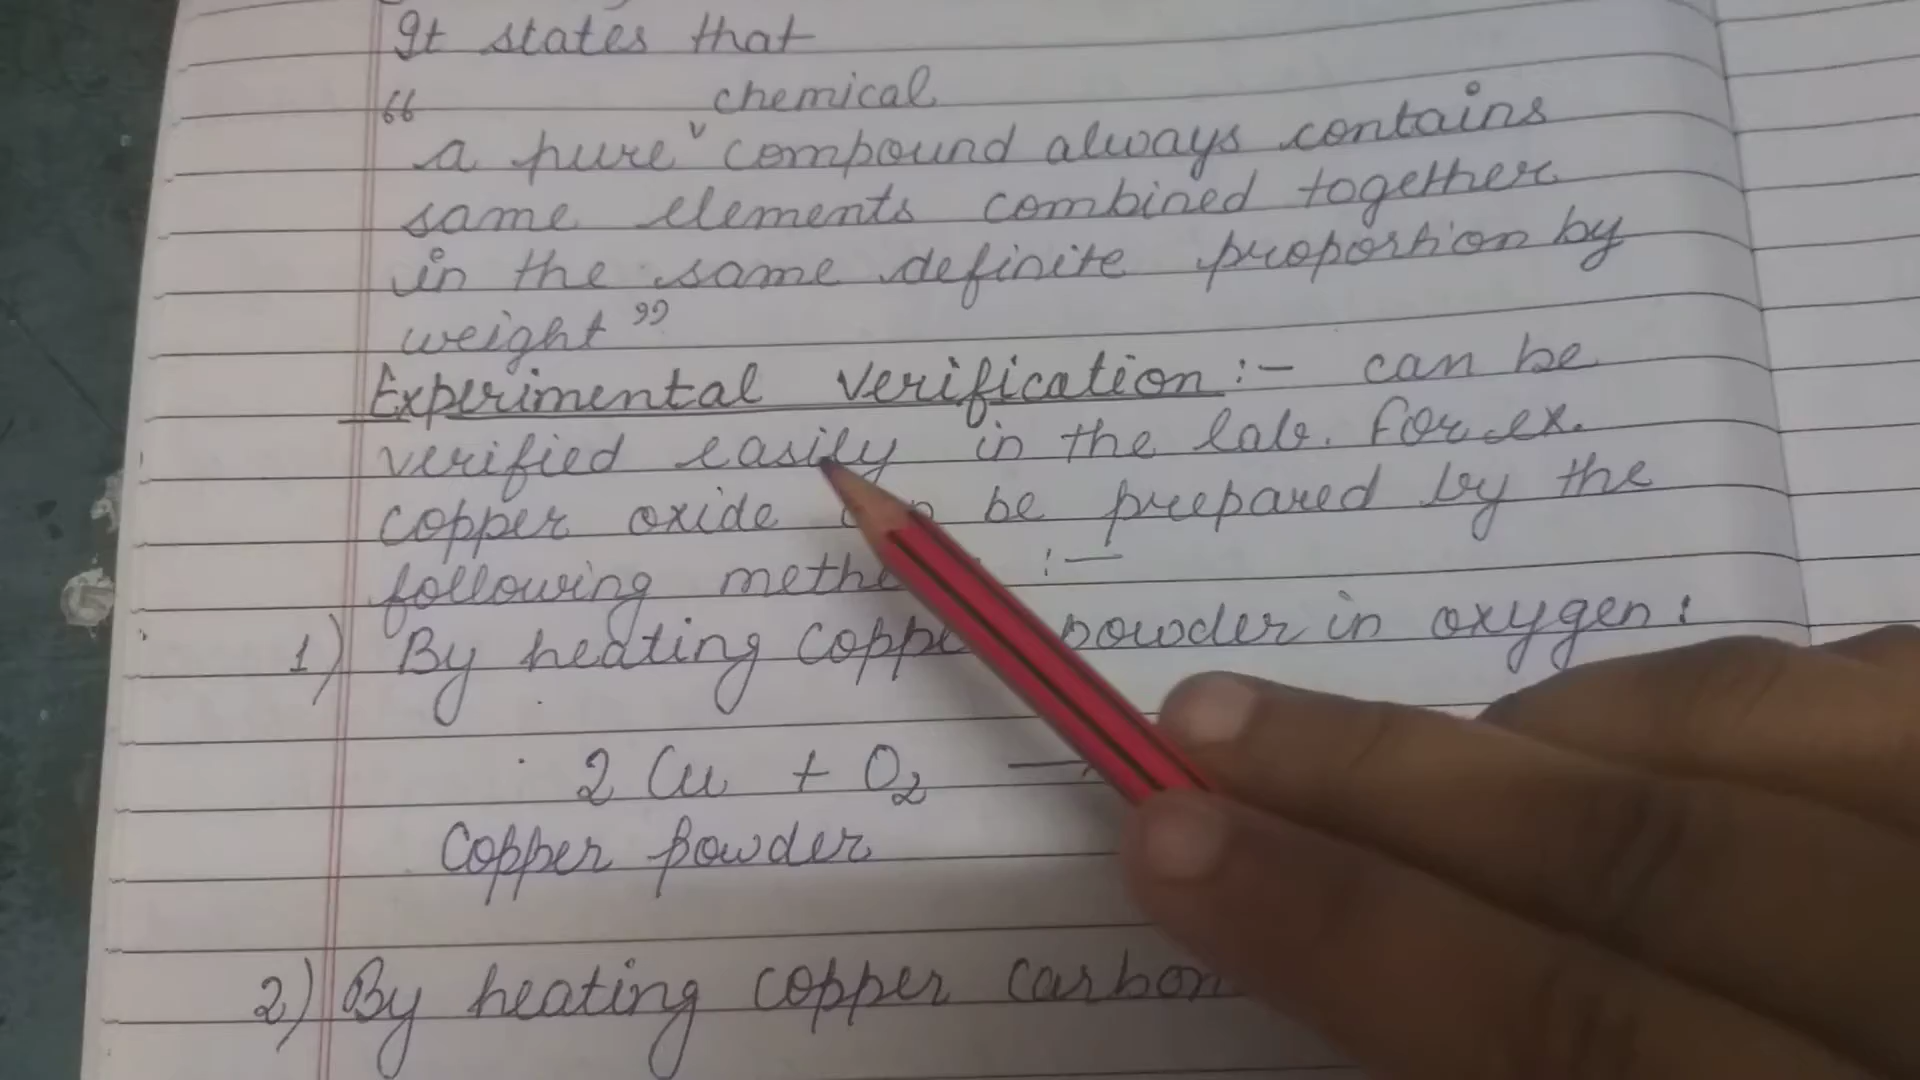 It states that
chemical
“
a pure ᵛ compound always contains
same elements combined together
in the same definite proportion by
weight ”
Experimental verification :- can be
verified easily in the lab. For ex.
copper oxide be prepared by the
following :-
1) By heating copper powder in oxygen :
2 Cu + O₂ →
Copper powder
2) By heating copper